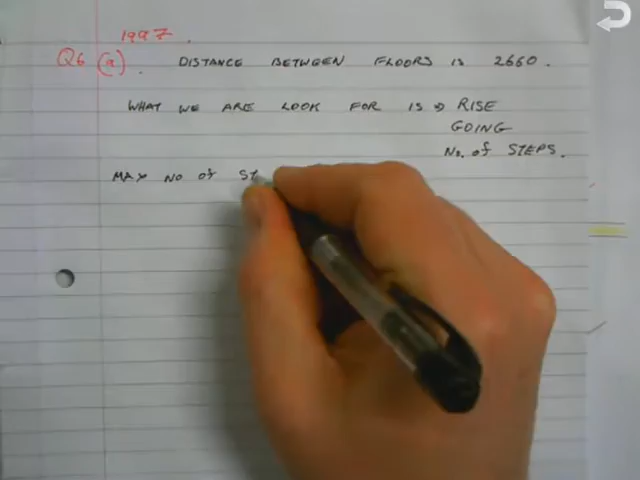 1997.
Q6 (a). DISTANCE BETWEEN FLOORS IS 2660.
WHAT WE ARE LOOK FOR IS → RISE
GOING
No. of STEPS.
MAX NO of ST